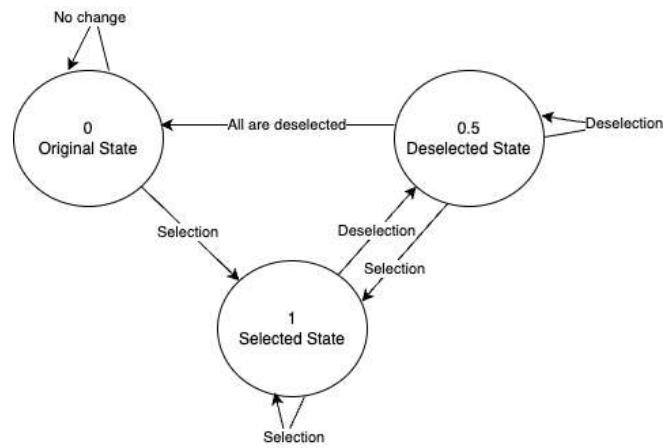 No change
0
Original State
All are deselected
0.5
Deselected State
Deselection
Selection
Deselection
Selection
1
Selected State
Selection